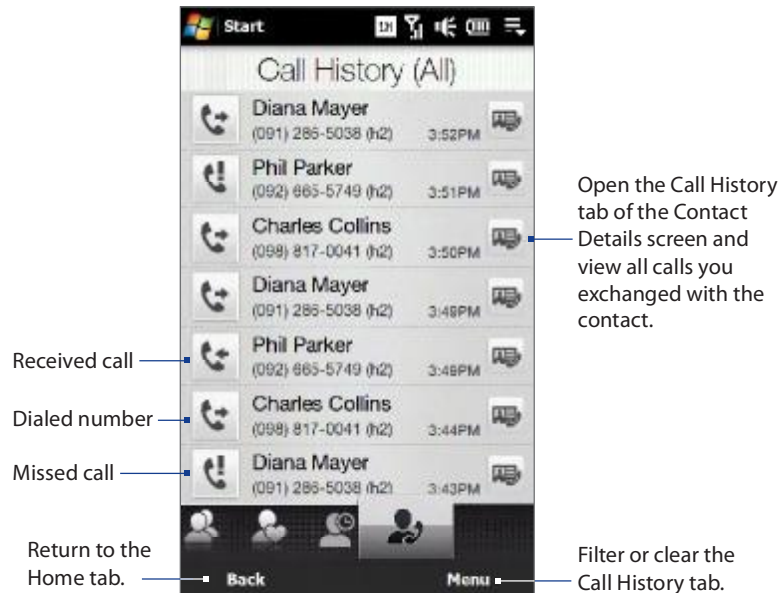 Start
Call History (All)
Diana Mayer
(091) 286-5038 (h2) 3:52PM
Phil Parker
(092) 665-5749 (h2) 3:51PM
Charles Collins
(098) 817-0041 (h2) 3:50PM
Diana Mayer
(091) 286-5038 (h2) 3:49PM
Phil Parker
(092) 665-5749 (h2) 3:48PM
Charles Collins
(098) 817-0041 (h2) 3:44PM
Diana Mayer
(091) 286-5038 (h2) 3:43PM
Back Menu
Received call
Dialed number
Missed call
Return to the
Home tab.
Open the Call History
tab of the Contact
Details screen and
view all calls you
exchanged with the
contact.
Filter or clear the
Call History tab.